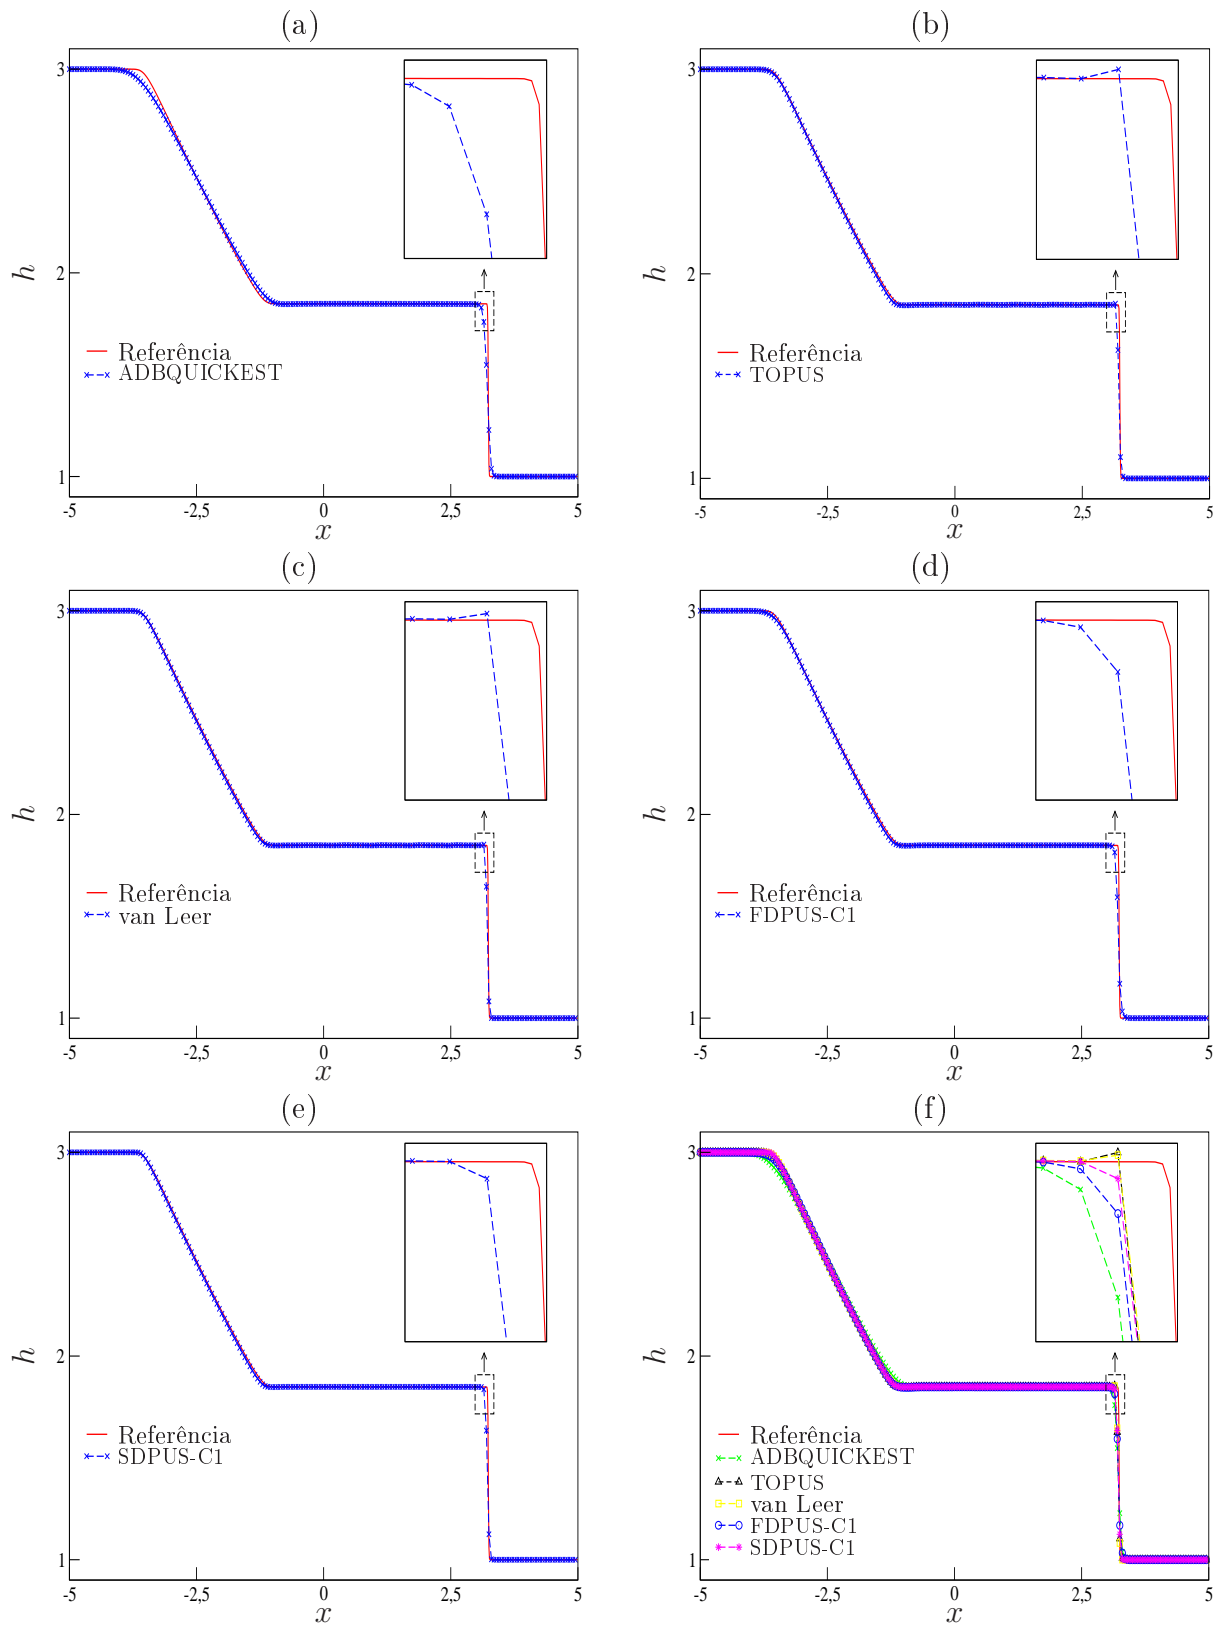 (a)
3
2
1
h
Referência
ADBQUICKEST
-5
-2,5
0
2,5
5
x
(b)
3
2
1
h
Referência
TOPUS
-5
-2,5
0
2,5
5
x
(c)
3
2
1
h
Referência
van Leer
-5
-2,5
0
2,5
5
x
(d)
3
2
1
h
Referência
FDPUS-C1
-5
-2,5
0
2,5
5
x
(e)
3
2
1
h
Referência
SDPUS-C1
-5
-2,5
0
2,5
5
x
(f)
3
2
1
h
Referência
ADBQUICKEST
TOPUS
van Leer
FDPUS-C1
SDPUS-C1
-5
-2,5
0
2,5
5
x